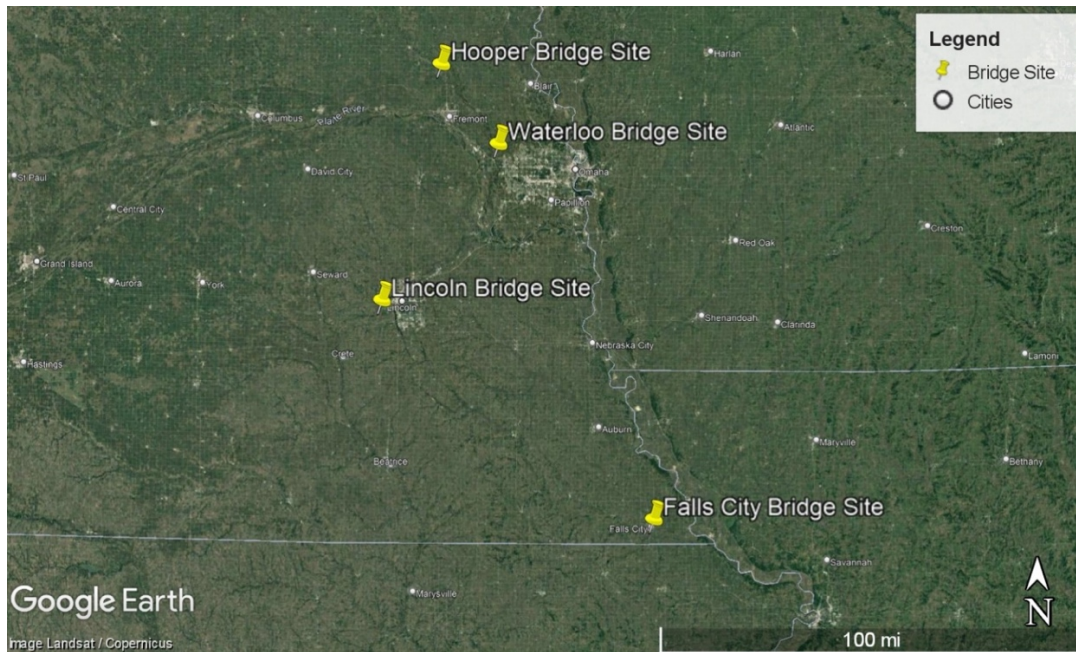 Hooper Bridge Site
Harlan
Legend
Bridge Site
Cities
Blair
Columbus
Platte River
Fremont
Waterloo Bridge Site
Atlantic
St Paul
David City
Omaha
Central City
Papillion
Creston
Red Oak
Grand Island
Aurora
York
Seward
Lincoln Bridge Site
Lincoln
Shenandoah
Clarinda
Hastings
Crete
Nebraska City
Lamoni
Auburn
Maryville
Beatrice
Bethany
Falls City Bridge Site
Falls City
Savannah
Marysville
Google Earth
N
Image Landsat / Copernicus
100 mi